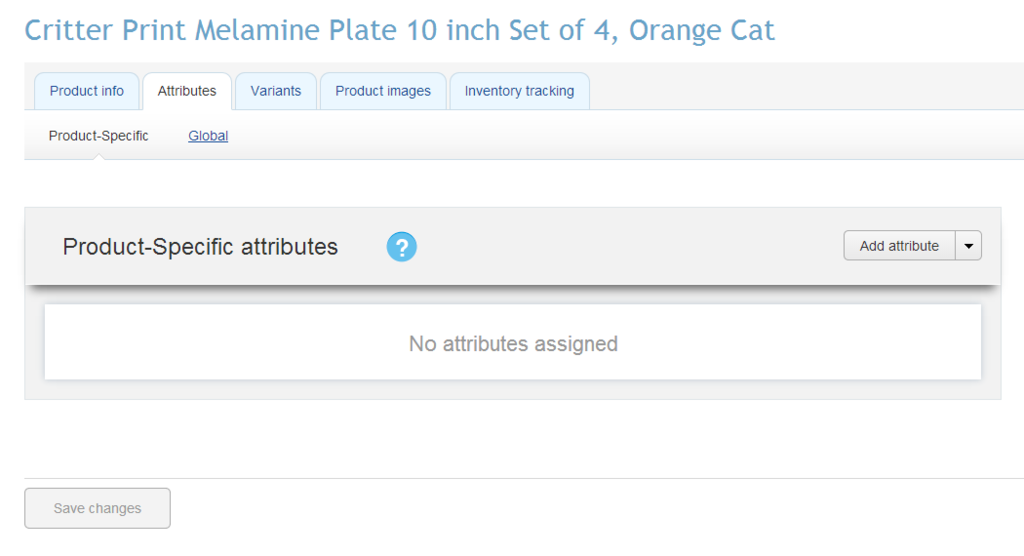 Critter Print Melamine Plate 10 inch Set of 4, Orange Cat
Product info Attributes Variants Product images Inventory tracking
Product-Specific Global
Product-Specific attributes ? Add attribute
No attributes assigned
Save changes